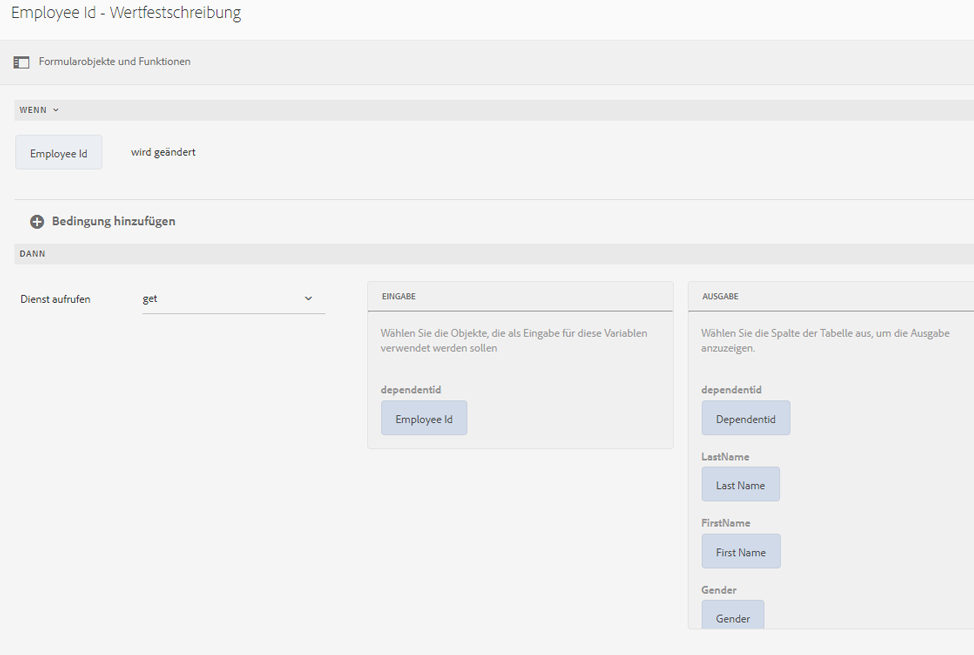 Employee Id - Wertfestschreibung
Formularobjekte und Funktionen
WENN
Employee Id wird geändert
Bedingung hinzufügen
DANN
Dienst aufrufen get
EINGABE
Wählen Sie die Objekte, die als Eingabe für diese Variablen
verwendet werden sollen
dependentid
Employee Id
AUSGABE
Wählen Sie die Spalte der Tabelle aus, um die Ausgabe
anzuzeigen.
dependentid
Dependentid
LastName
Last Name
FirstName
First Name
Gender
Gender